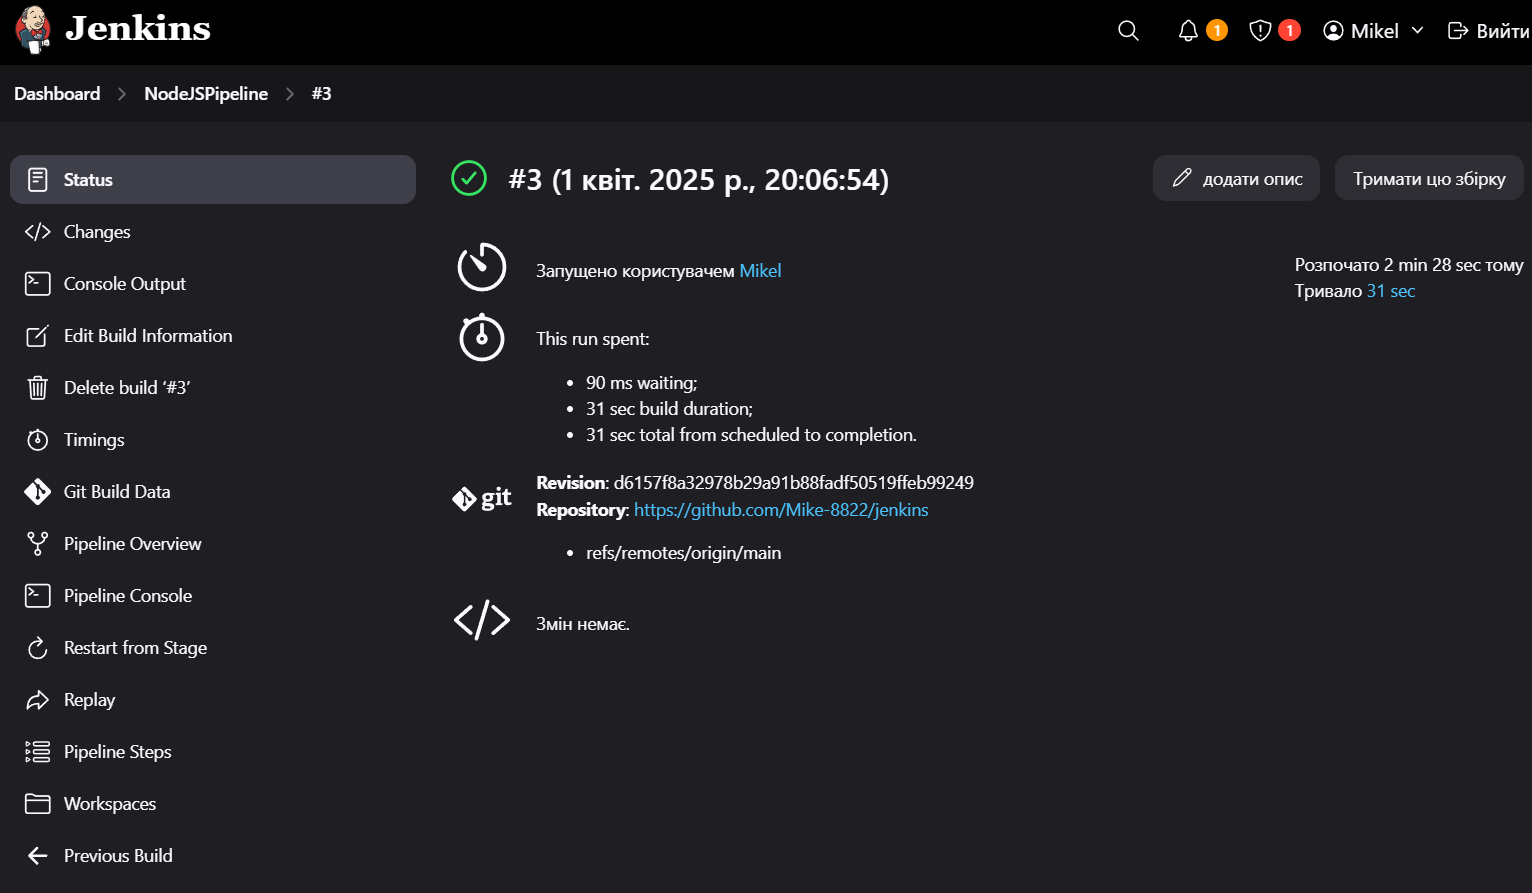 Jenkins
1
1
Mikel
Выйти
Dashboard
NodeJSPipeline
#3
Status
Changes
Console Output
Edit Build Information
Delete build ‘#3’
Timings
Git Build Data
Pipeline Overview
Pipeline Console
Restart from Stage
Replay
Pipeline Steps
Workspaces
Previous Build
#3 (1 квіт. 2025 р., 20:06:54)
додати опис
Тримати цю збірку
Запущено користувачем Mikel
Розпочато 2 min 28 sec тому
Тривало 31 sec
This run spent:
90 ms waiting;
31 sec build duration;
31 sec total from scheduled to completion.
git
Revision: d6157f8a32978b29a91b88fadf50519ffeb99249
Repository: https://github.com/Mike-8822/jenkins
refs/remotes/origin/main
Змін немає.